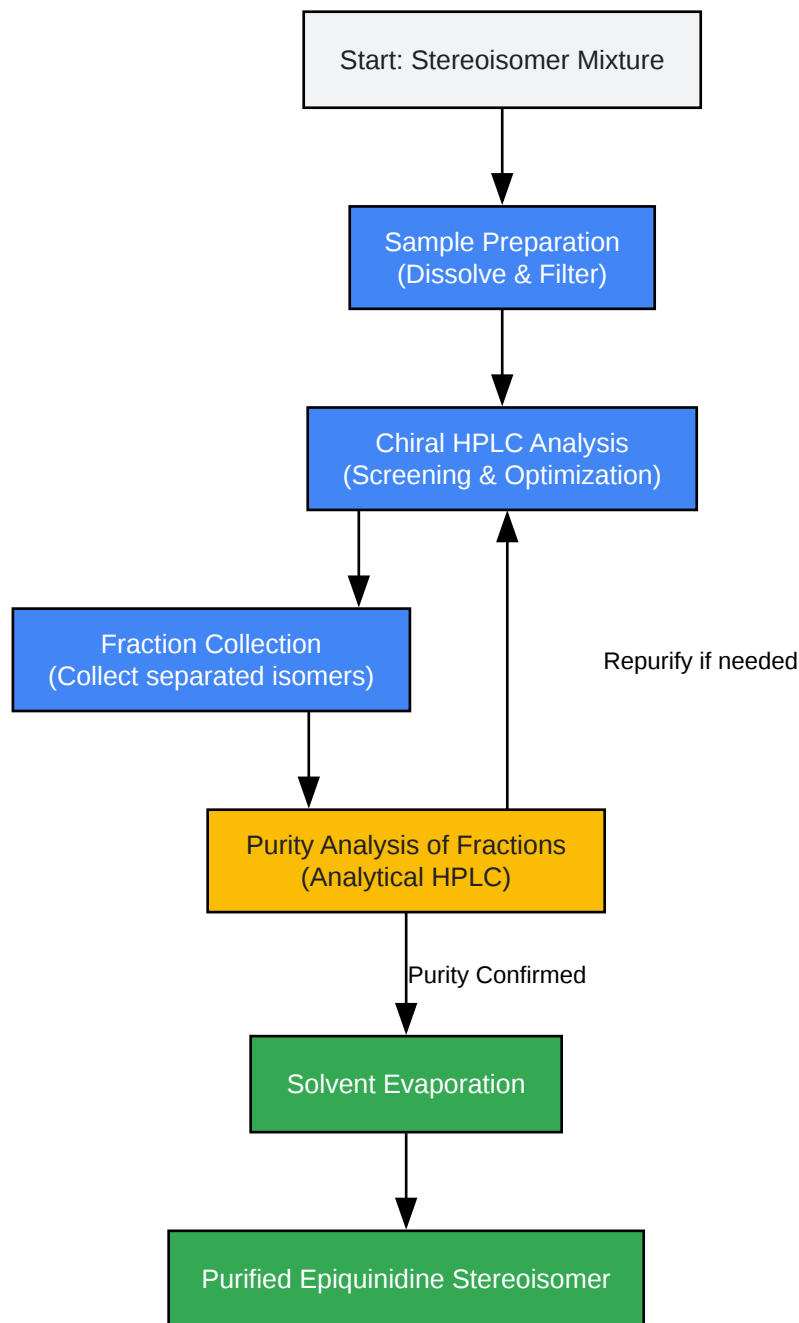 Start: Stereoisomer Mixture
Sample Preparation
(Dissolve & Filter)
Chiral HPLC Analysis
(Screening & Optimization)
Fraction Collection
(Collect separated isomers)
Repurify if needed
Purity Analysis of Fractions
(Analytical HPLC)
Purity Confirmed
Solvent Evaporation
Purified Epiquinidine Stereoisomer